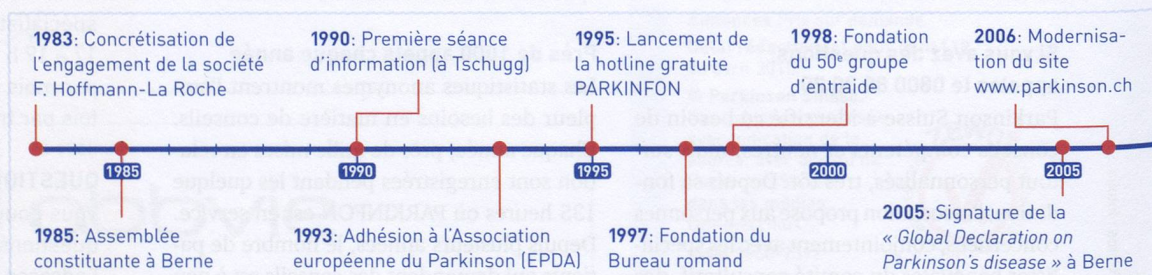 1983: Concrétisation de
l'engagement de la société
F. Hoffmann-La Roche
1990: Première séance
d'information (à Tschugg)
1995: Lancement de
la hotline gratuite
PARKINFON
1998: Fondation
du 50e groupe
d'entraide
2006: Modernisa-
tion du site
www.parkinson.ch
1985
1990
1995
2000
2005
1985: Assemblée
constituante à Berne
1993: Adhésion à l'Association
européenne du Parkinson (EPDA)
1997: Fondation du
Bureau romand
2005: Signature de la
« Global Declaration on
Parkinson's disease » à Berne